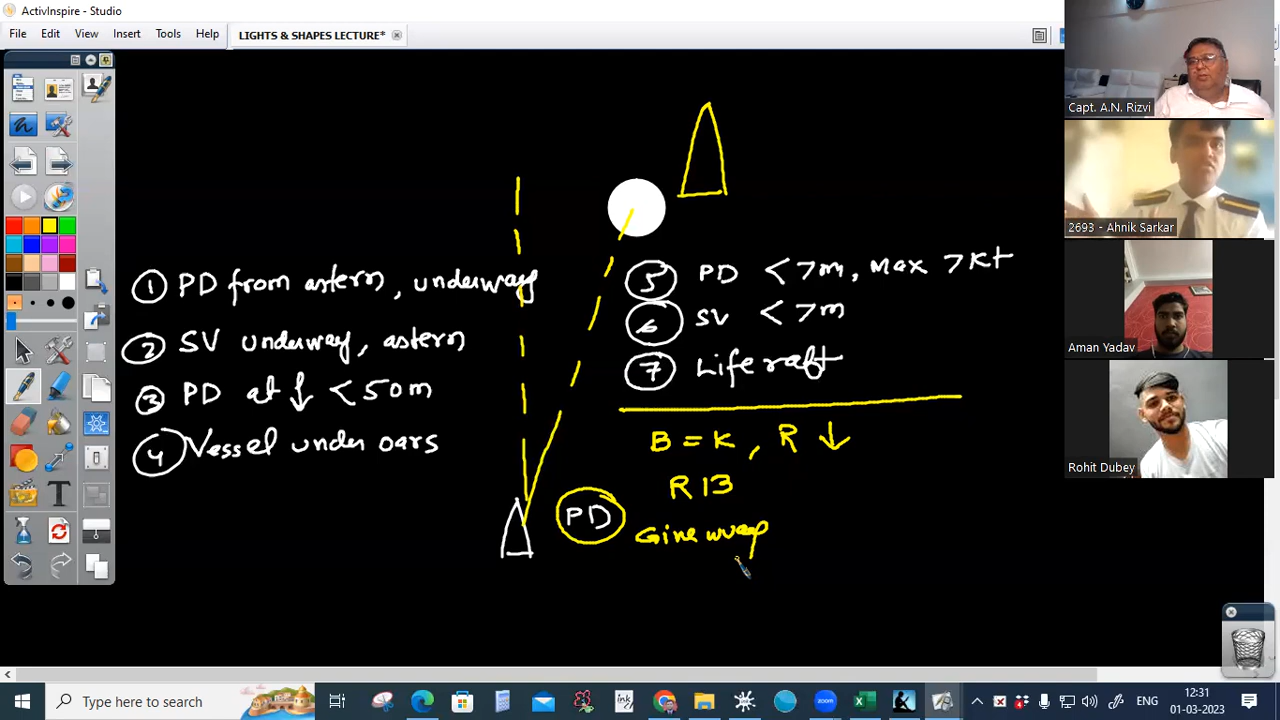 ActivInspire - Studio
File Edit View Insert Tools Help
LIGHTS & SHAPES LECTURE*
Capt. A.N. Rizvi
2693 - Ahnik Sarkar
Aman Yadav
Rohit Dubey
① PD from astern, underway
② SV underway, astern
③ PD at ⚓ < 50m
④ Vessel under oars
⑤ PD < 7m, Max 7Kt
⑥ SV < 7m
⑦ Life raft
B = K, R ↓
R 13
PD
Give way
Type here to search
zoom
ENG
12:31
01-03-2023